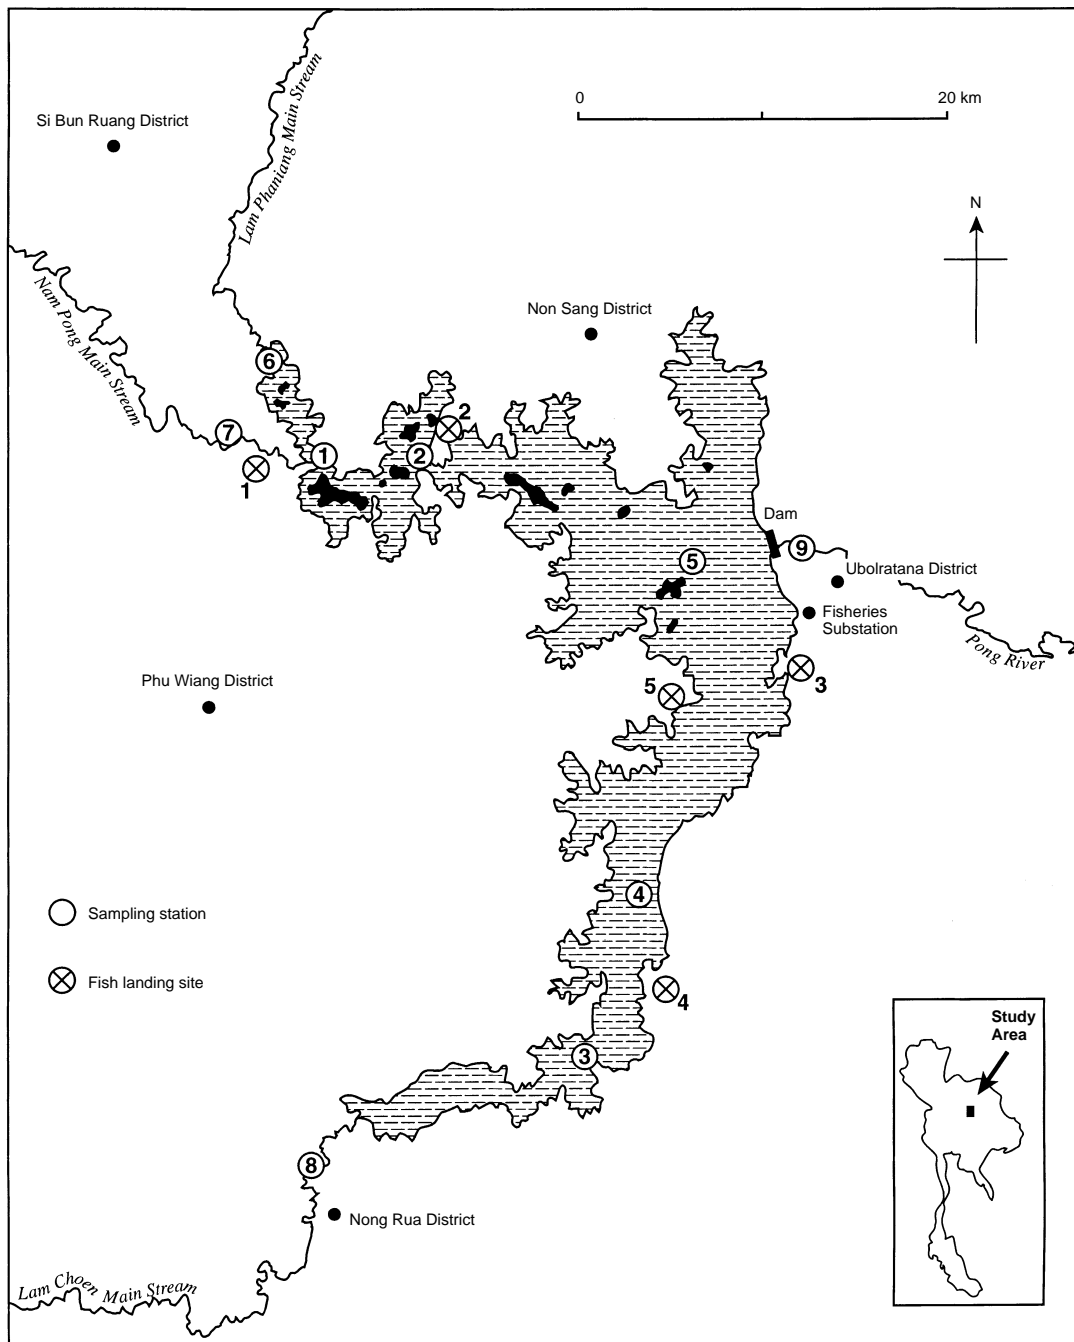 0
20 km
Si Bun Ruang District
Lam Phaniang Main Stream
N
Nam Pong Main Stream
Non Sang District
6
2
7
1
2
1
Dam
9
5
Ubolratana District
Fisheries
Substation
Pong River
3
5
Phu Wiang District
4
Sampling station
Fish landing site
4
3
Study
Area
8
Nong Rua District
Lam Choen Main Stream